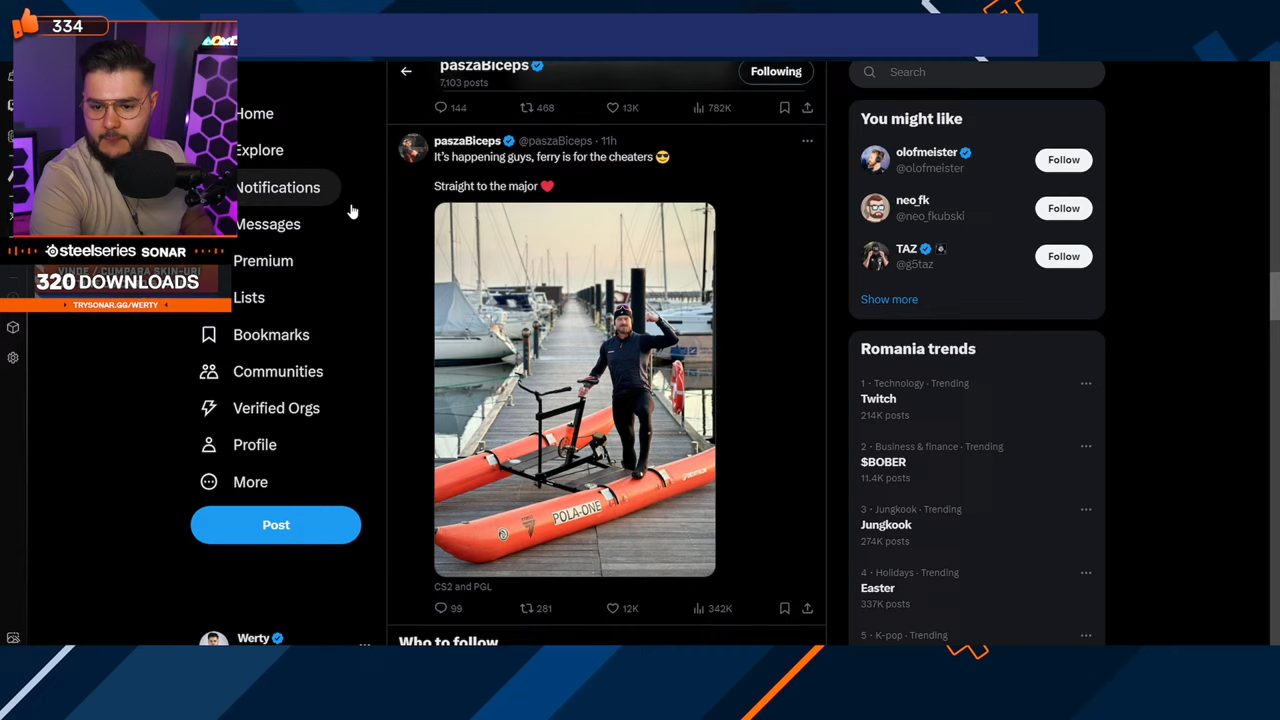 334
steelseries SONAR
VINDE / CUMPARA SKIN-URI
320 DOWNLOADS
TRYSONAR.GG/WERTY
Home
Explore
Notifications
Messages
Premium
Lists
Bookmarks
Communities
Verified Orgs
Profile
More
Post
Werty
paszaBiceps
7,103 posts
Following
144 468 13K 782K
paszaBiceps @paszaBiceps · 11h
It's happening guys, ferry is for the cheaters 😎
Straight to the major ❤️
POLA-ONE
CS2 and PGL
99 281 12K 342K
Who to follow
Search
You might like
olofmeister
@olofmeister
Follow
neo_fk
@neo_fkubski
Follow
TAZ
@g5taz
Follow
Show more
Romania trends
1 · Technology · Trending
Twitch
214K posts
2 · Business & finance · Trending
$BOBER
11.4K posts
3 · Jungkook · Trending
Jungkook
274K posts
4 · Holidays · Trending
Easter
337K posts
5 · K-pop · Trending